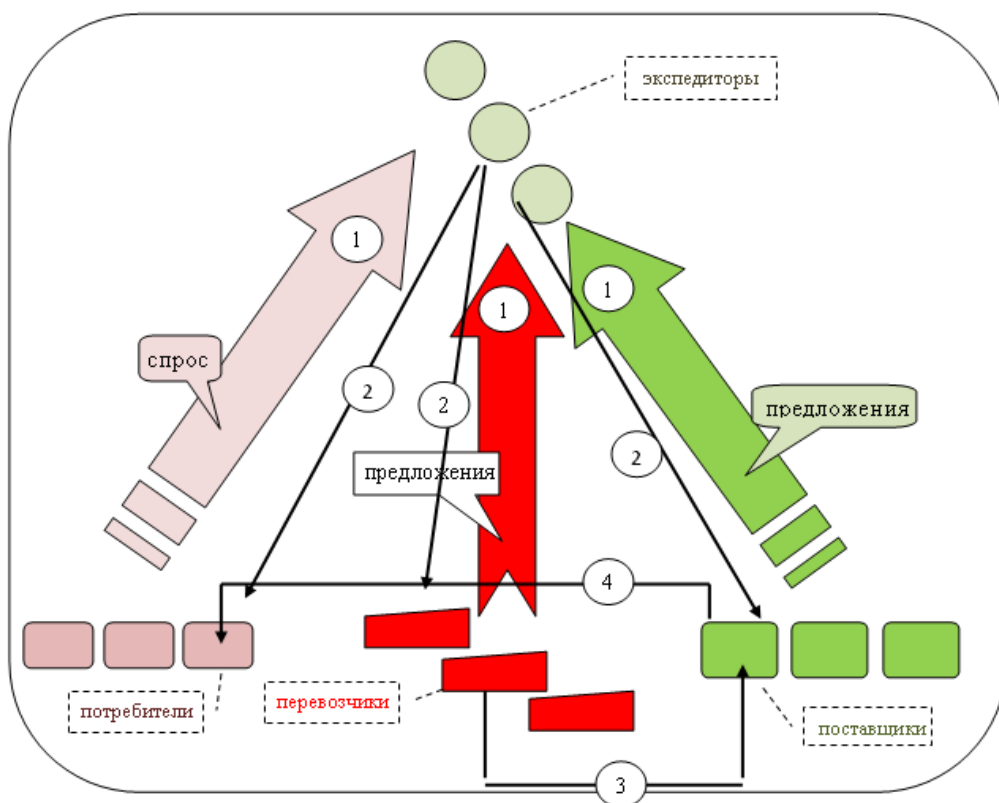 экспедиторы
1
1
1
спрос
2
2
предложения
2
предложения
4
потребители
перевозчики
поставщики
3